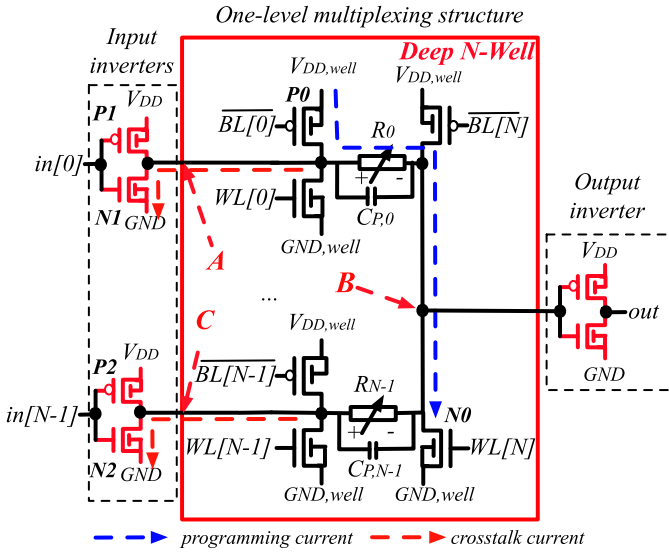 One-level multiplexing structure
Input
inverters
Deep N-Well
V_DD,well
V_DD,well
P0
P1
V_DD
BL[0]
R_0
BL[N]
in[0]
+ -
WL[0]
C_P,0
N1
GND
GND,well
Output
inverter
A
V_DD
B
...
C
V_DD,well
out
P2
V_DD
BL[N-1]
R_N-1
GND
in[N-1]
+ -
N0
WL[N-1]
WL[N]
C_P,N-1
N2
GND
GND,well
GND,well
programming current
crosstalk current